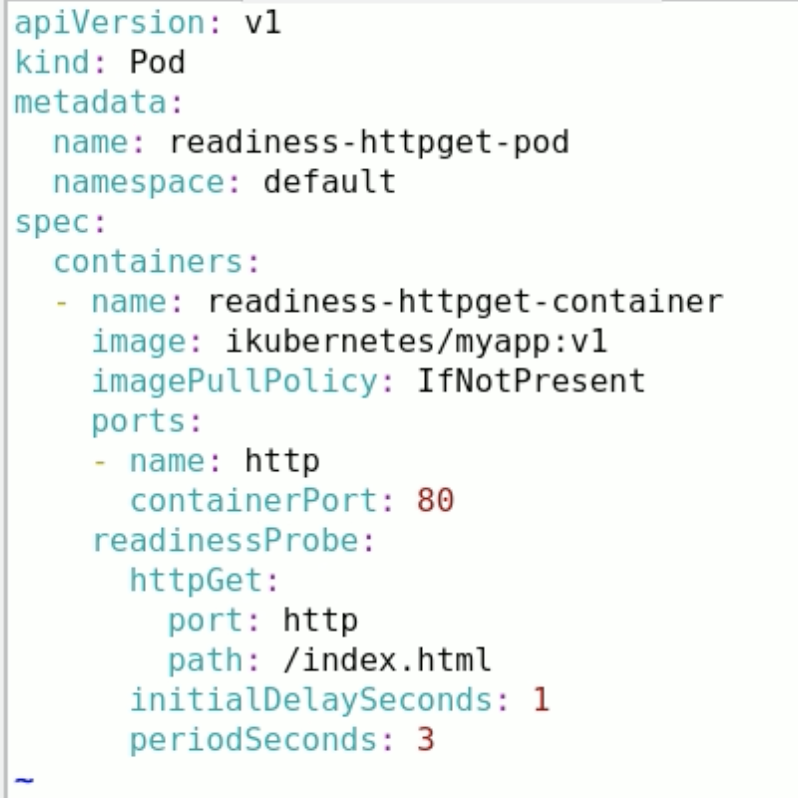 apiVersion: v1
kind: Pod
metadata:
  name: readiness-httpget-pod
  namespace: default
spec:
  containers:
  - name: readiness-httpget-container
    image: ikubernetes/myapp:v1
    imagePullPolicy: IfNotPresent
    ports:
    - name: http
      containerPort: 80
    readinessProbe:
      httpGet:
        port: http
        path: /index.html
      initialDelaySeconds: 1
      periodSeconds: 3
~